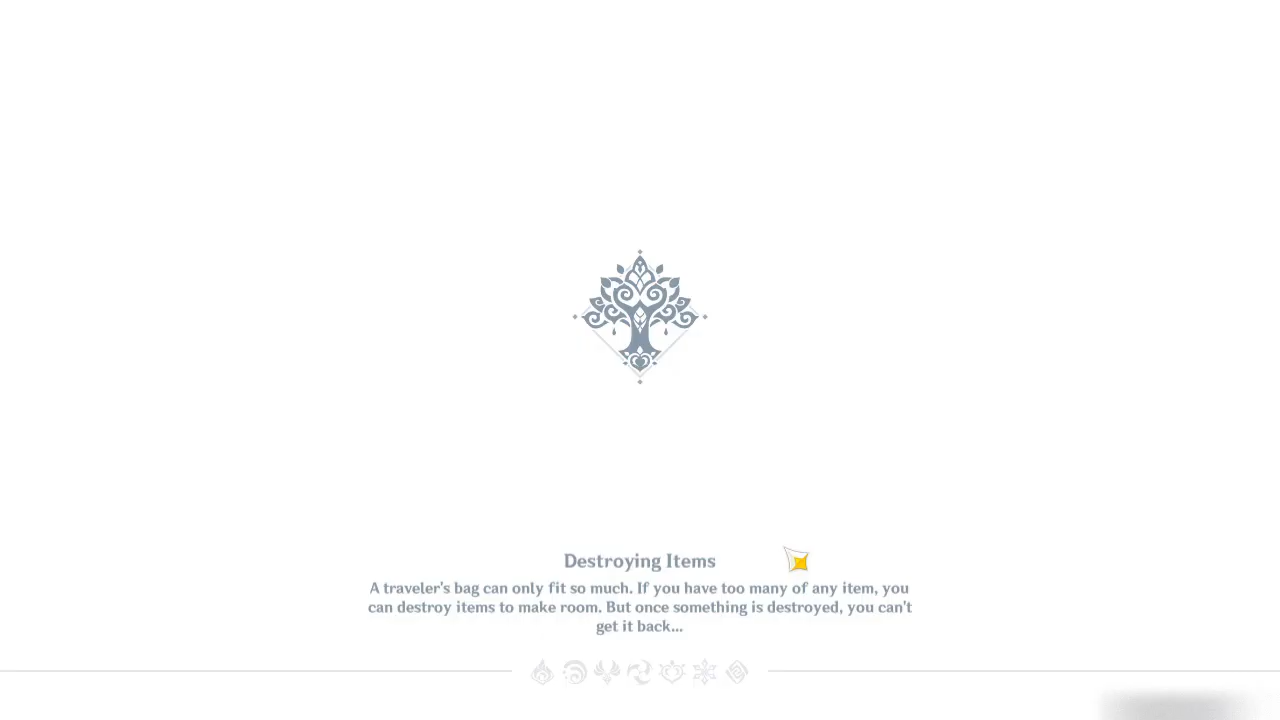 Destroying Items
A traveler's bag can only fit so much. If you have too many of any item, you
can destroy items to make room. But once something is destroyed, you can't
get it back...